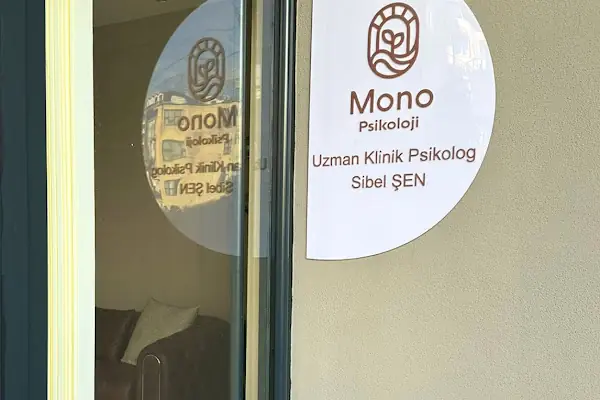 Mono
Psikoloji
Uzman Klinik Psikolog
Sibel ŞEN